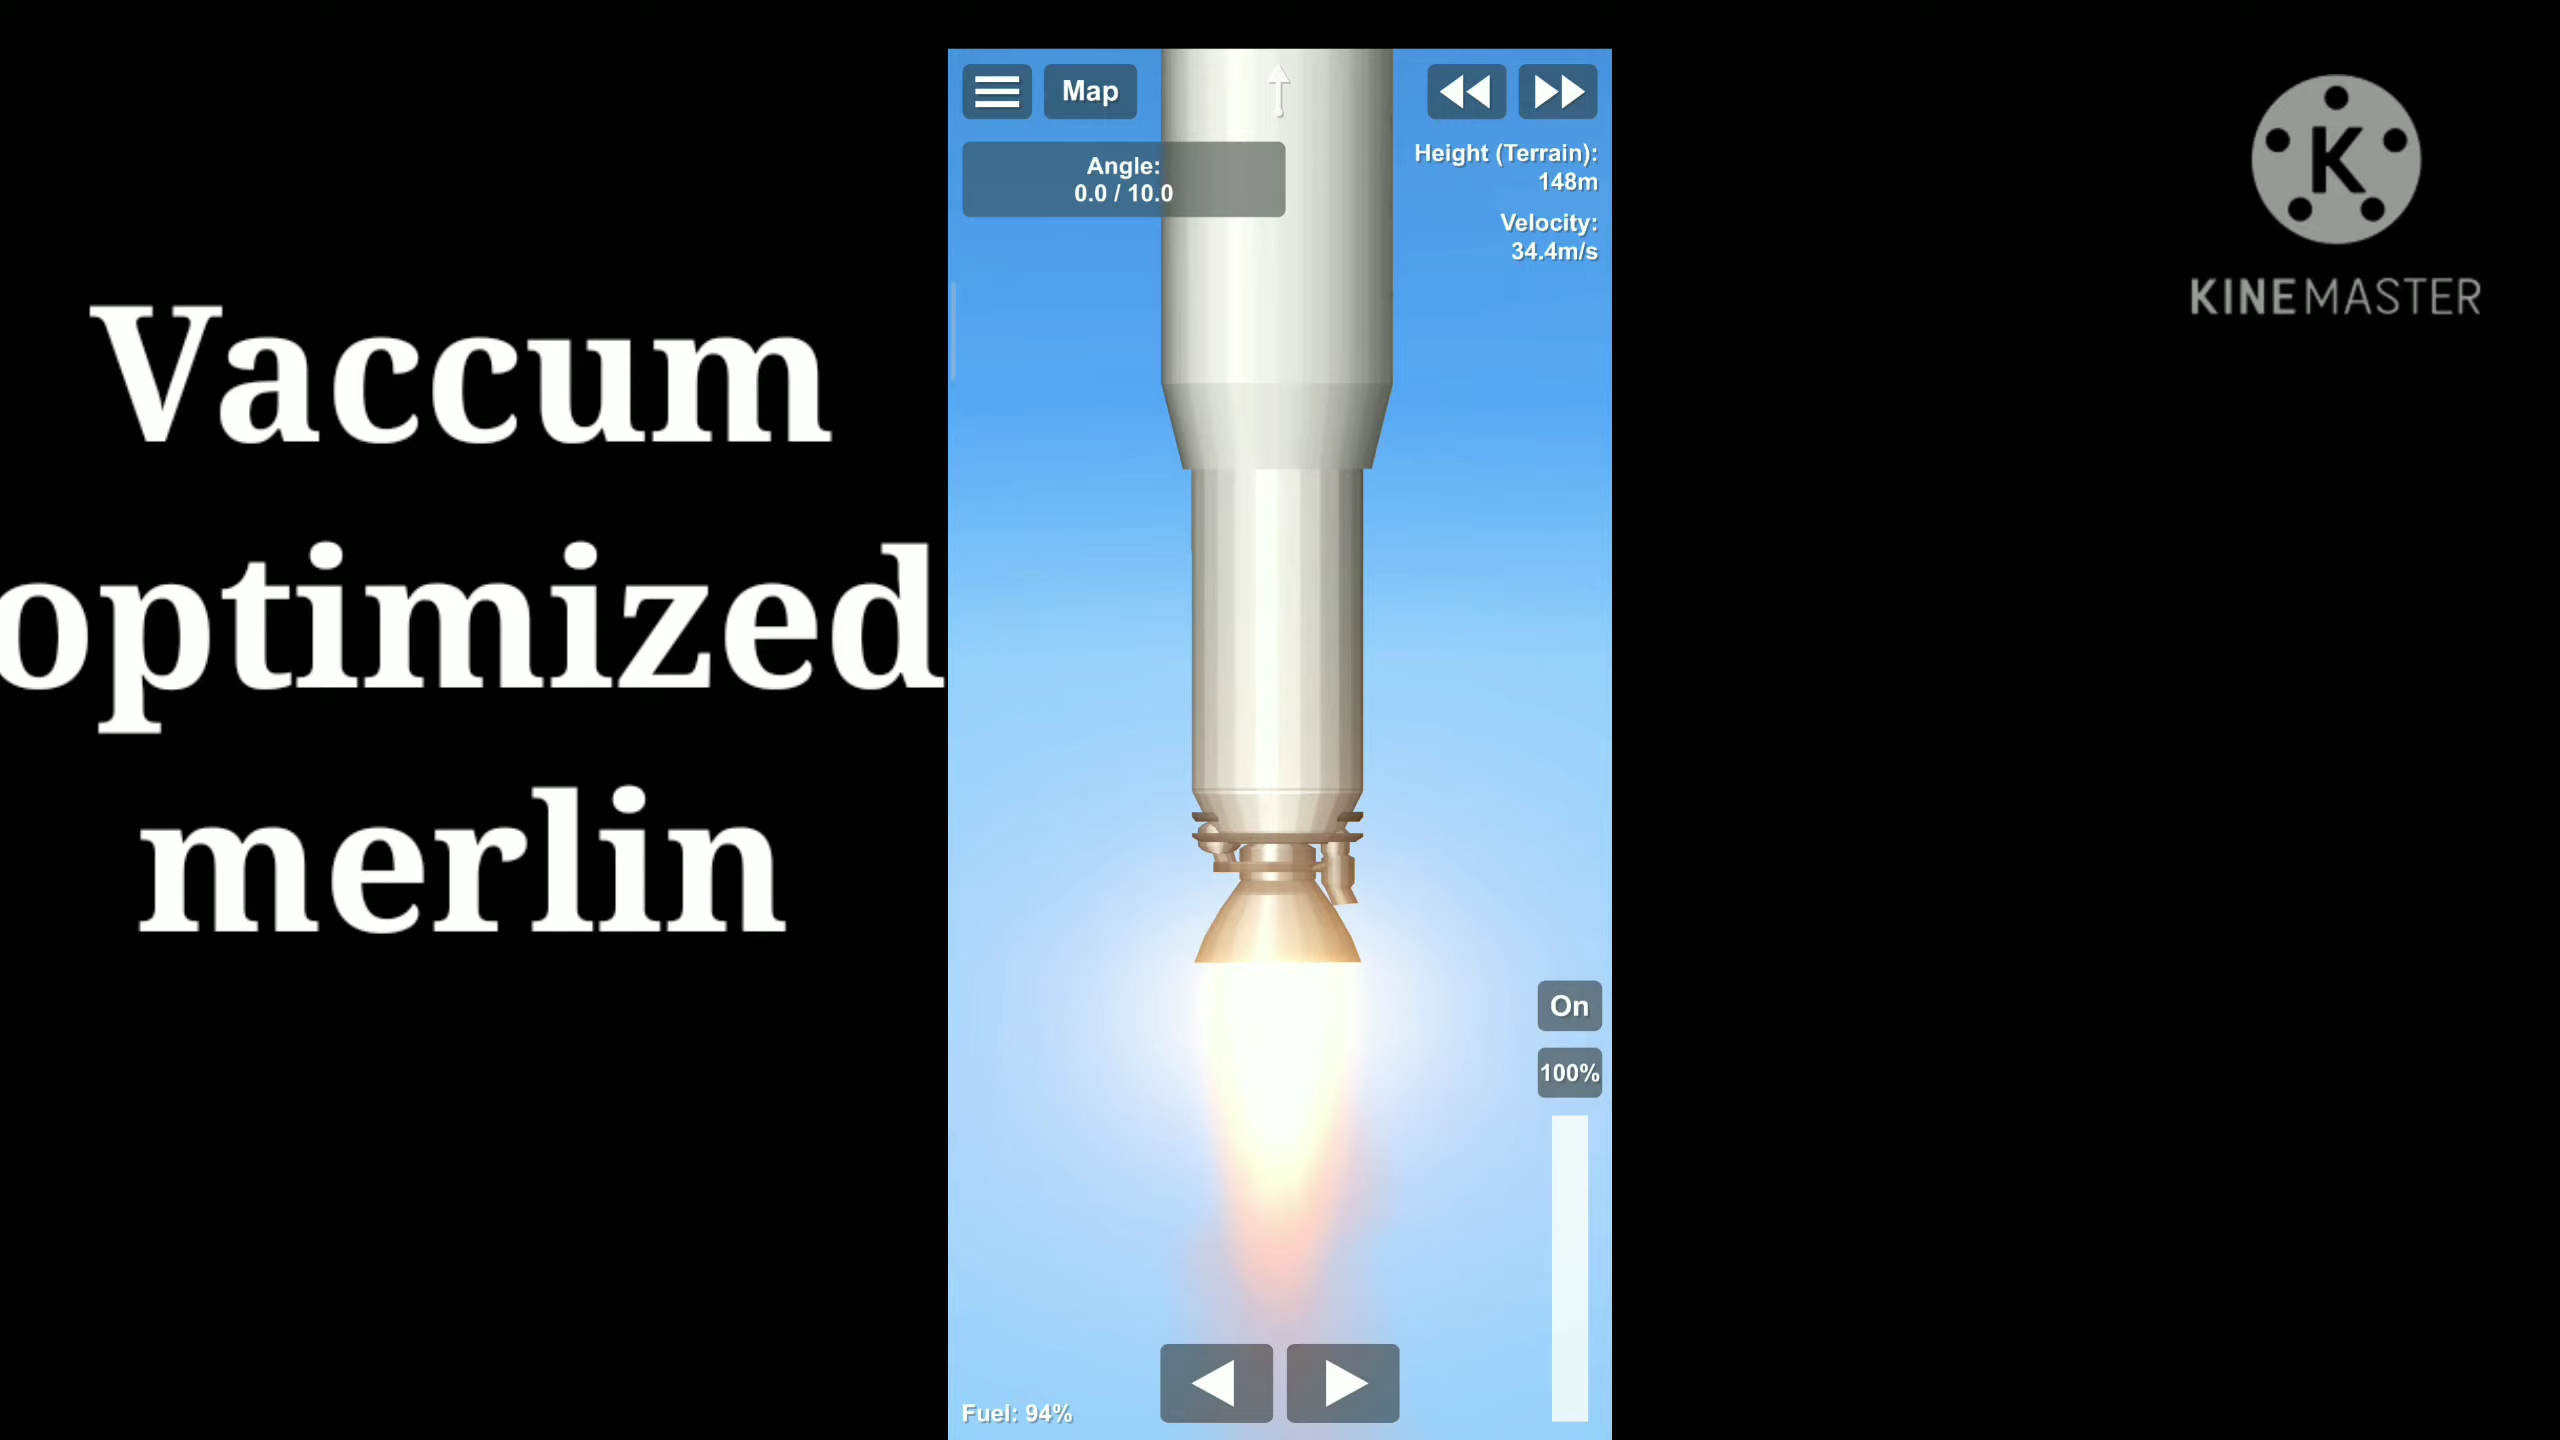 Vaccum
optimized
merlin
Map
Angle:
0.0 / 10.0
Height (Terrain):
148m
Velocity:
34.4m/s
On
100%
Fuel: 94%
K
KINEMASTER